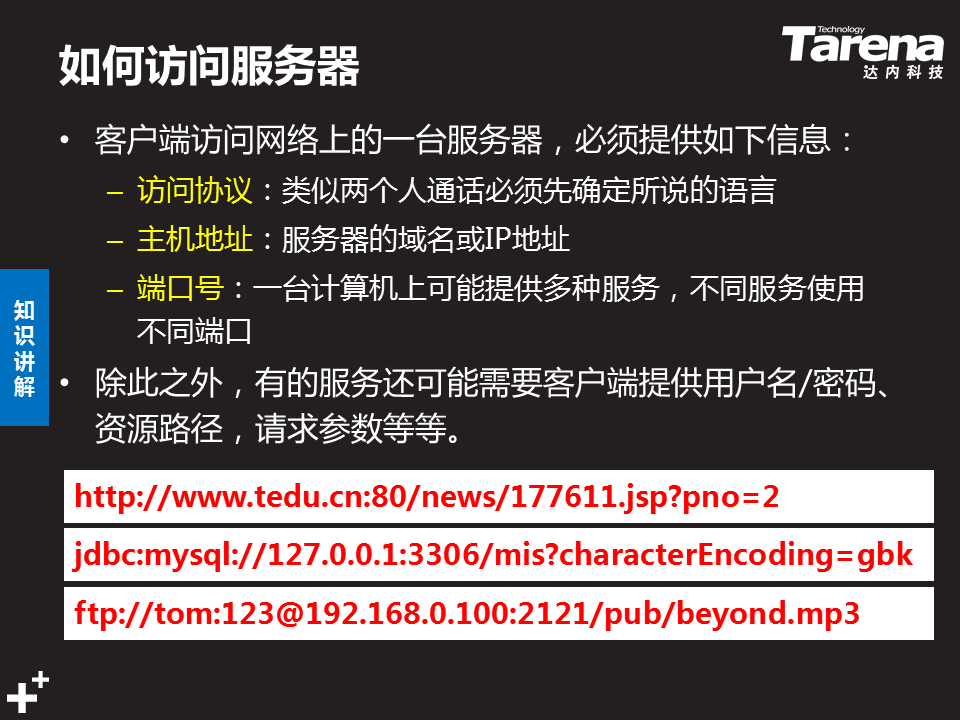 如何访问服务器
Technology
Tarena
达内科技
• 客户端访问网络上的一台服务器，必须提供如下信息：
– 访问协议：类似两个人通话必须先确定所说的语言
– 主机地址：服务器的域名或IP地址
– 端口号：一台计算机上可能提供多种服务，不同服务使用
不同端口
知识讲解
• 除此之外，有的服务还可能需要客户端提供用户名/密码、
资源路径，请求参数等等。
http://www.tedu.cn:80/news/177611.jsp?pno=2
jdbc:mysql://127.0.0.1:3306/mis?characterEncoding=gbk
ftp://tom:123@192.168.0.100:2121/pub/beyond.mp3